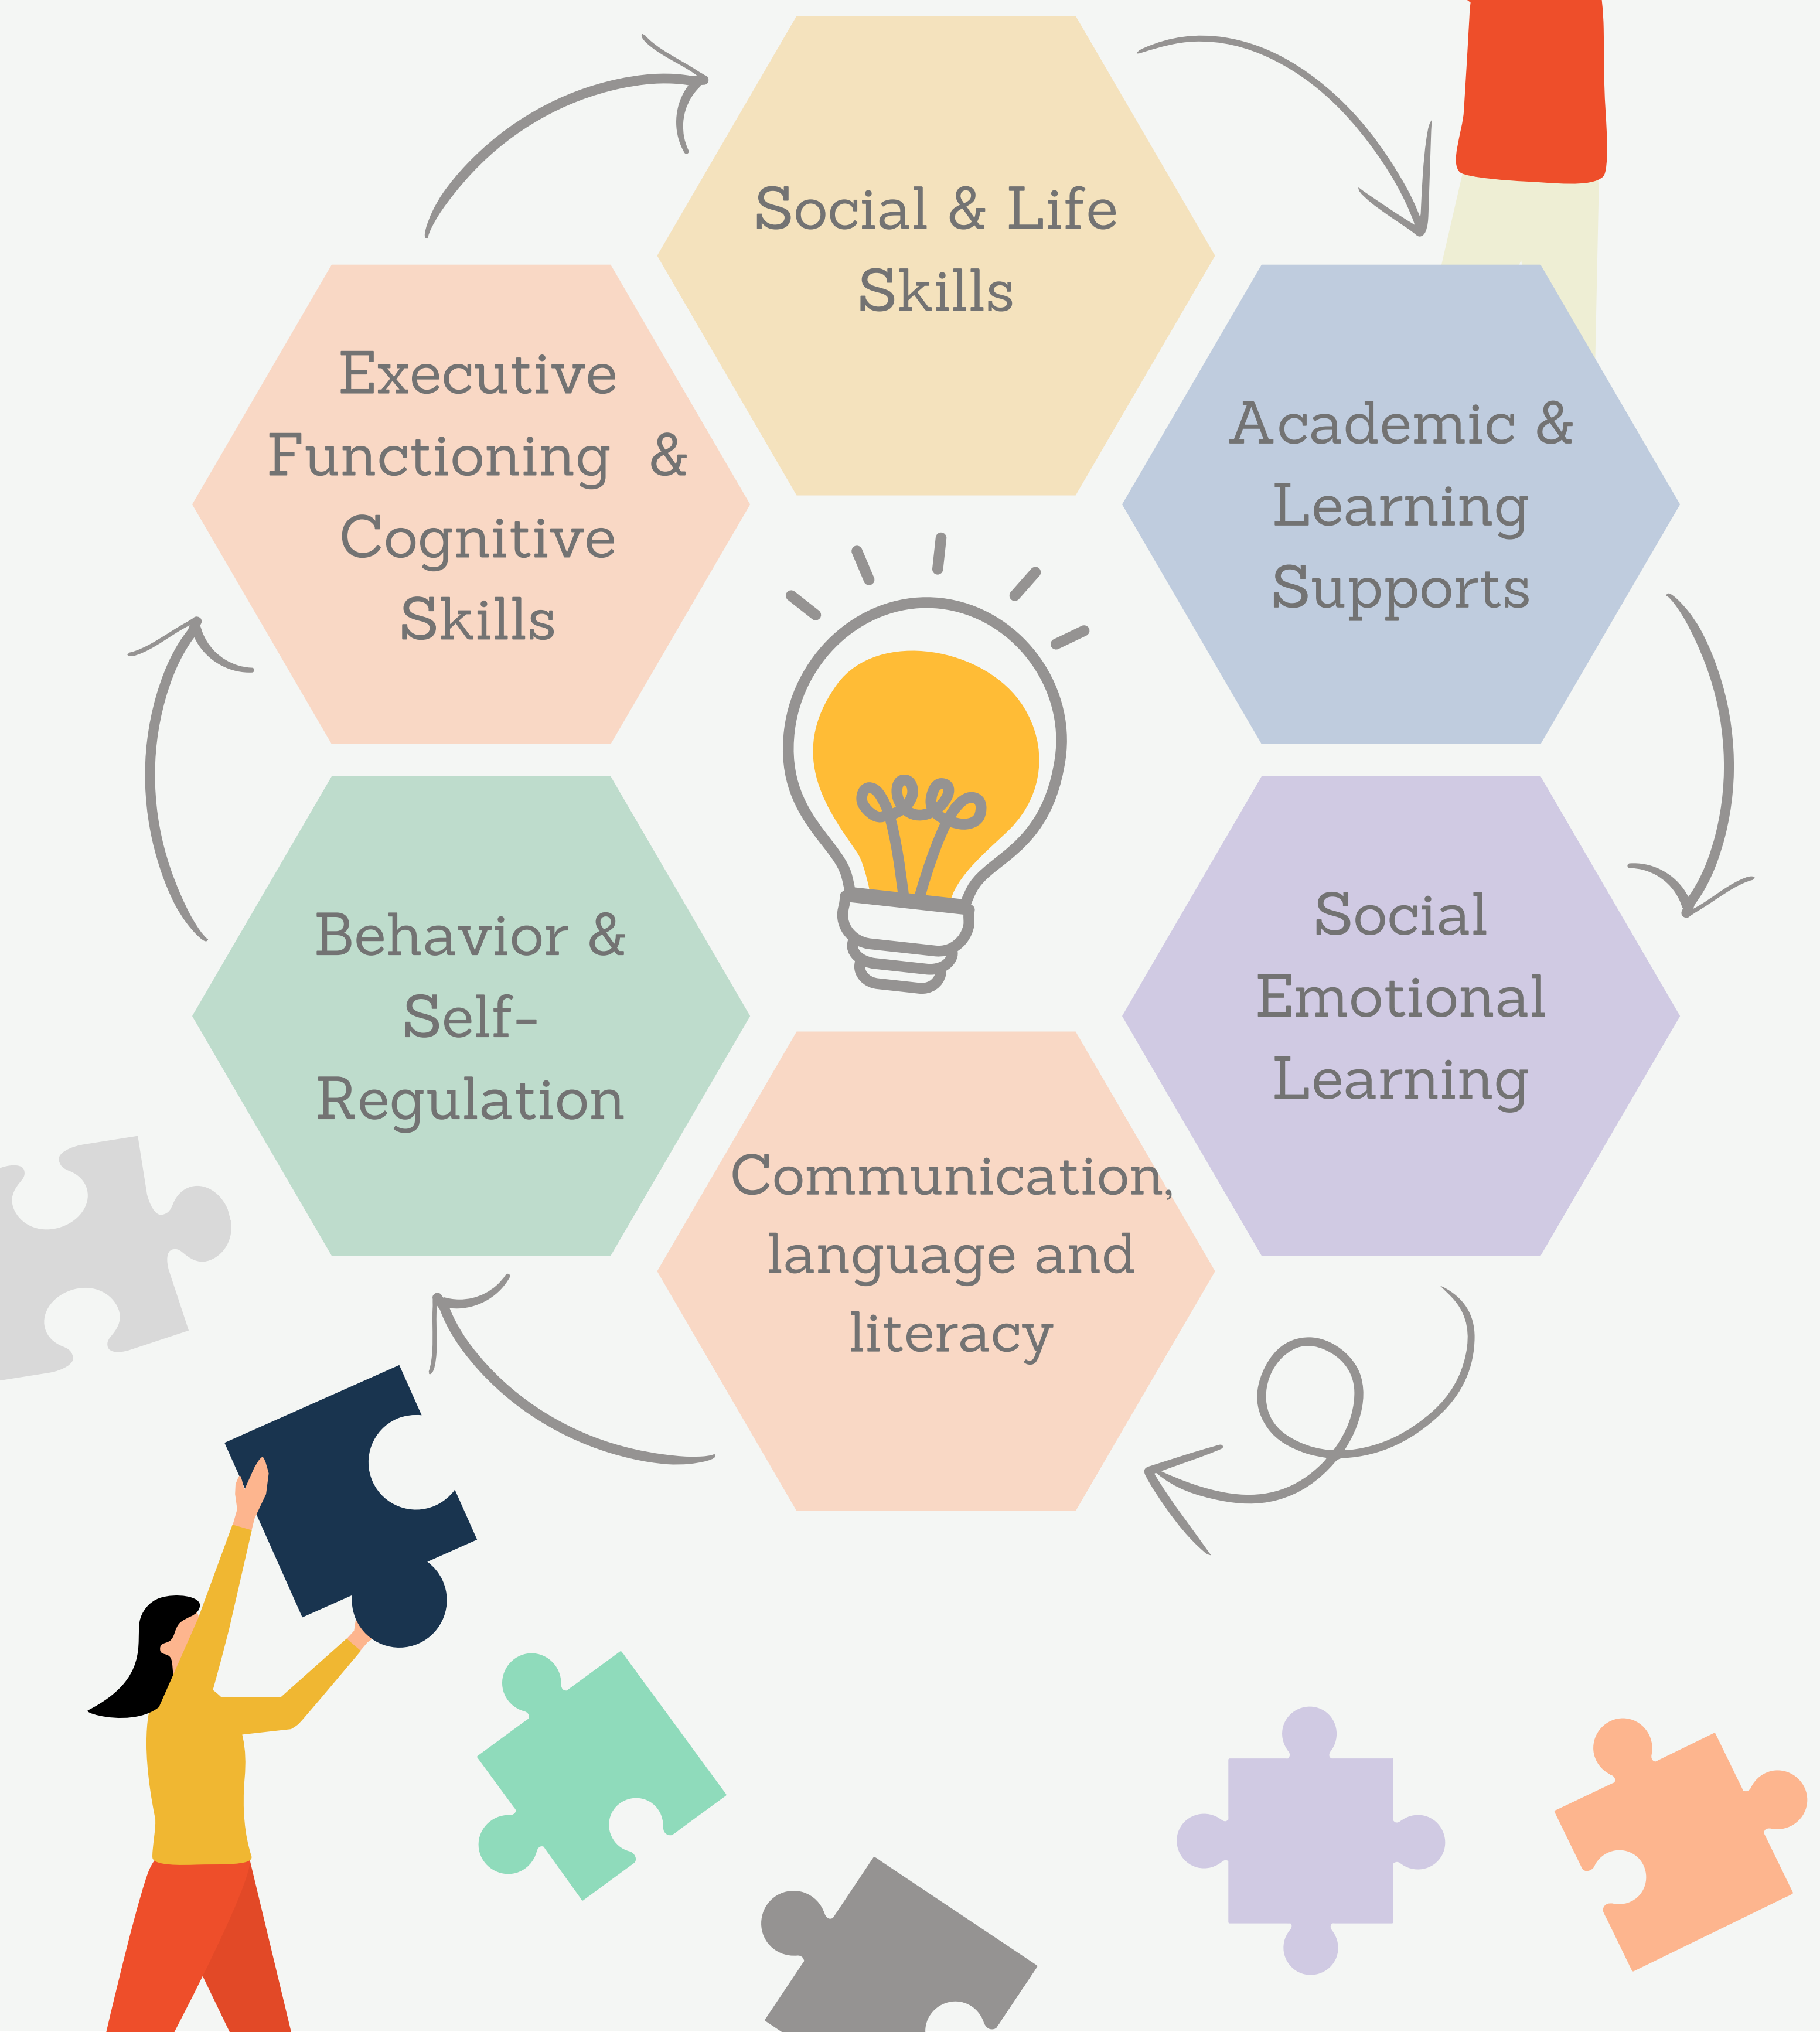 Social & Life
Skills
Executive
Functioning &
Cognitive
Skills
Academic &
Learning
Supports
Behavior &
Self-
Regulation
Social
Emotional
Learning
Communication,
language and
literacy